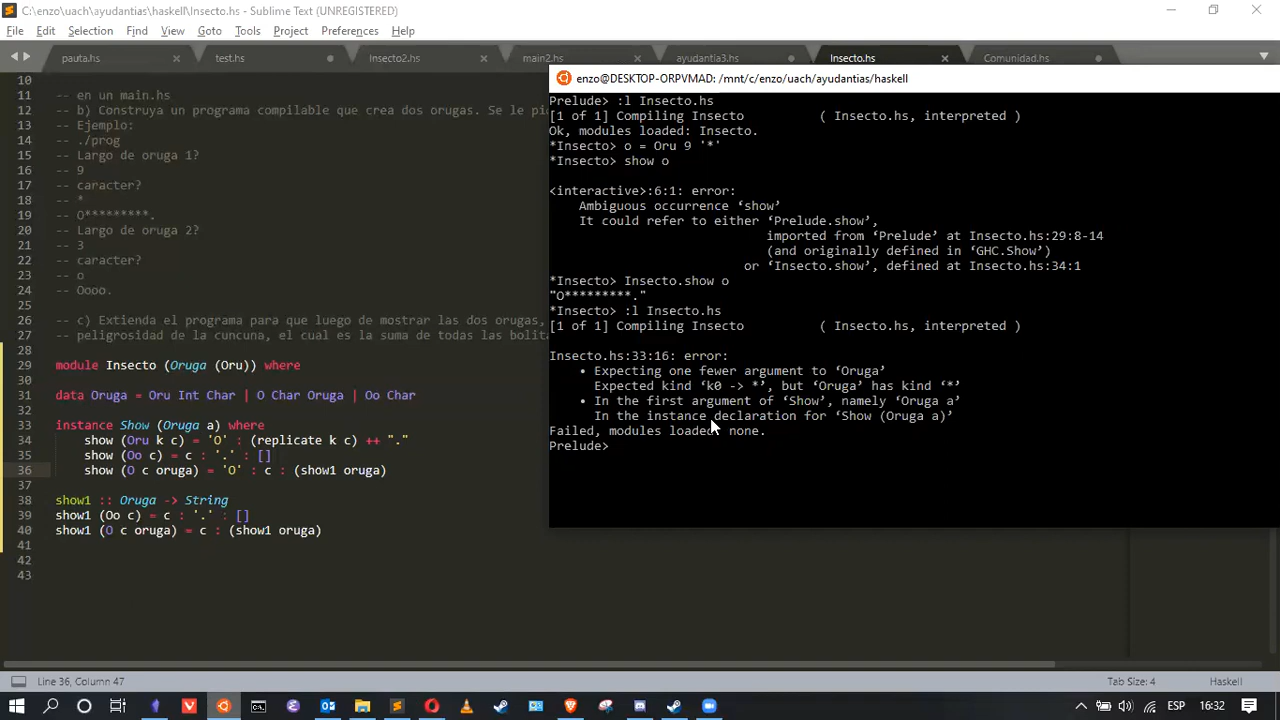 C:\enzo\uach\ayudantias\haskell\Insecto.hs - Sublime Text (UNREGISTERED)
File Edit Selection Find View Goto Tools Project Preferences Help
pauta.hs test.hs Insecto2.hs main2.hs ayudantia3.hs Insecto.hs Comunidad.hs
10
11 -- en un main.hs
12 -- b) Construya un programa compilable que crea dos orugas. Se le pi
13 -- Ejemplo:
14 -- ./prog
15 -- Largo de oruga 1?
16 -- 9
17 -- caracter?
18 -- *
19 -- O*********.
20 -- Largo de oruga 2?
21 -- 3
22 -- caracter?
23 -- o
24 -- Oooo.
25
26 -- c) Extienda el programa para que luego de mostrar las dos orugas,
27 -- peligrosidad de la cuncuna, el cual es la suma de todas las bolit
28
29 module Insecto (Oruga (Oru)) where
30
31 data Oruga = Oru Int Char | O Char Oruga | Oo Char
32
33 instance Show (Oruga a) where
34 show (Oru k c) = 'O' : (replicate k c) ++ "."
35 show (Oo c) = c : '.' : []
36 show (O c oruga) = 'O' : c : (show1 oruga)
37
38 show1 :: Oruga -> String
39 show1 (Oo c) = c : '.' : []
40 show1 (O c oruga) = c : (show1 oruga)
41
42
43
enzo@DESKTOP-ORPVMAD: /mnt/c/enzo/uach/ayudantias/haskell
Prelude> :l Insecto.hs
[1 of 1] Compiling Insecto ( Insecto.hs, interpreted )
Ok, modules loaded: Insecto.
*Insecto> o = Oru 9 '*'
*Insecto> show o
<interactive>:6:1: error:
Ambiguous occurrence ‘show’
It could refer to either ‘Prelude.show’,
imported from ‘Prelude’ at Insecto.hs:29:8-14
(and originally defined in ‘GHC.Show’)
or ‘Insecto.show’, defined at Insecto.hs:34:1
*Insecto> Insecto.show o
"O*********."
*Insecto> :l Insecto.hs
[1 of 1] Compiling Insecto ( Insecto.hs, interpreted )
Insecto.hs:33:16: error:
• Expecting one fewer argument to ‘Oruga’
Expected kind ‘k0 -> *’, but ‘Oruga’ has kind ‘*’
• In the first argument of ‘Show’, namely ‘Oruga a’
In the instance declaration for ‘Show (Oruga a)’
Failed, modules loaded: none.
Prelude>
Line 36, Column 47 Tab Size: 4 Haskell
ESP 16:32